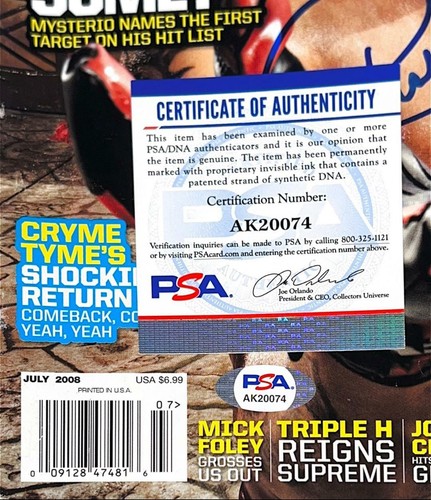 MYSTERIO NAMES THE FIRST
TARGET ON HIS HIT LIST
CERTIFICATE OF AUTHENTICITY
This item has been examined by one or more
PSA/DNA authenticators and it is our opinion that
the item is genuine. The item has been permanently
marked with proprietary invisible ink that contains a
patented strand of synthetic DNA.
Certification Number:
AK20074
Verification inquiries can be made to PSA by calling 800-325-1121
or by visiting PSAcard.com and entering the certification number above.
PSA.
Joe Orlando
President & CEO, Collectors Universe
CRYME
TYME'S
SHOCKI
RETURN
COMEBACK, CO
YEAH, YEAH
JULY 2008 USA $6.99
PRINTED IN U.S.A.
07>
0 09128 47481 6
PSA.
AK20074
MICK
FOLEY
GROSSES
US OUT
TRIPLE H
REIGNS
SUPREME
JO
C
HITS